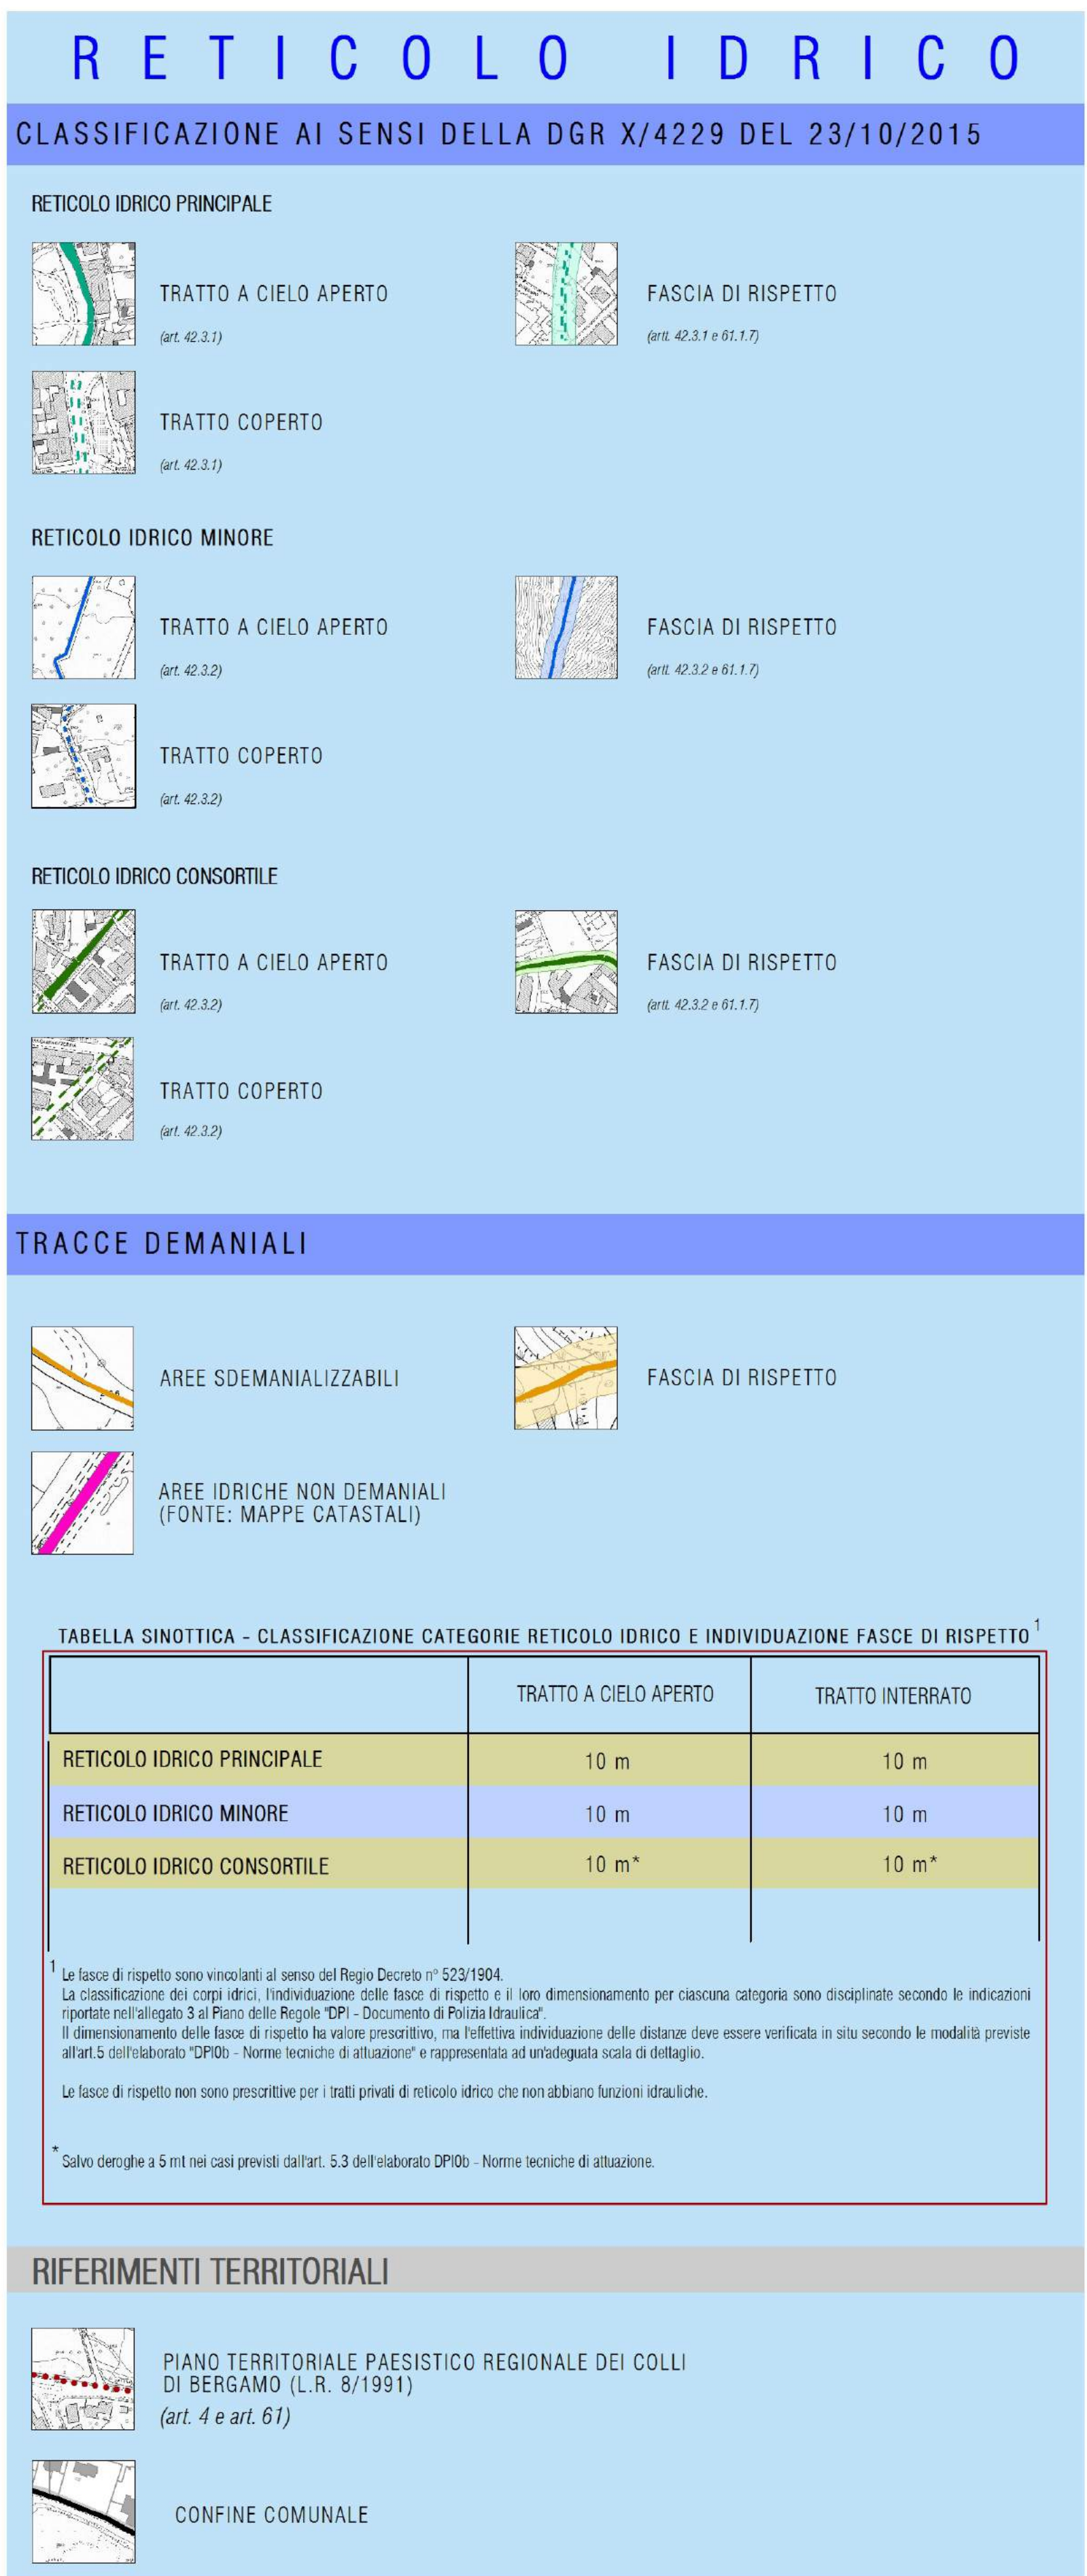 RETICOLO IDRICO
CLASSIFICAZIONE AI SENSI DELLA DGR X/4229 DEL 23/10/2015
RETICOLO IDRICO PRINCIPALE
TRATTO A CIELO APERTO
(art. 42.3.1)
FASCIA DI RISPETTO
(artt. 42.3.1 e 61.1.7)
TRATTO COPERTO
(art. 42.3.1)
RETICOLO IDRICO MINORE
TRATTO A CIELO APERTO
(art. 42.3.2)
FASCIA DI RISPETTO
(artt. 42.3.2 e 61.1.7)
TRATTO COPERTO
(art. 42.3.2)
RETICOLO IDRICO CONSORTILE
TRATTO A CIELO APERTO
(art. 42.3.2)
FASCIA DI RISPETTO
(artt. 42.3.2 e 61.1.7)
TRATTO COPERTO
(art. 42.3.2)
TRACCE DEMANIALI
AREE SDEMANIALIZZABILI
FASCIA DI RISPETTO
AREE IDRICHE NON DEMANIALI
(FONTE: MAPPE CATASTALI)
TABELLA SINOTTICA - CLASSIFICAZIONE CATEGORIE RETICOLO IDRICO E INDIVIDUAZIONE FASCE DI RISPETTO 1
TRATTO A CIELO APERTO TRATTO INTERRATO
RETICOLO IDRICO PRINCIPALE 10 m 10 m
RETICOLO IDRICO MINORE 10 m 10 m
RETICOLO IDRICO CONSORTILE 10 m* 10 m*
1 Le fasce di rispetto sono vincolanti al senso del Regio Decreto n° 523/1904.
La classificazione dei corpi idrici, l'individuazione delle fasce di rispetto e il loro dimensionamento per ciascuna categoria sono disciplinate secondo le indicazioni
riportate nell'allegato 3 al Piano delle Regole "DPI - Documento di Polizia Idraulica".
Il dimensionamento delle fasce di rispetto ha valore prescrittivo, ma l'effettiva individuazione delle distanze deve essere verificata in situ secondo le modalità previste
all'art.5 dell'elaborato "DPI0b - Norme tecniche di attuazione" e rappresentata ad un'adeguata scala di dettaglio.
Le fasce di rispetto non sono prescrittive per i tratti privati di reticolo idrico che non abbiano funzioni idrauliche.
* Salvo deroghe a 5 mt nei casi previsti dall'art. 5.3 dell'elaborato DPI0b - Norme tecniche di attuazione.
RIFERIMENTI TERRITORIALI
PIANO TERRITORIALE PAESISTICO REGIONALE DEI COLLI
DI BERGAMO (L.R. 8/1991)
(art. 4 e art. 61)
CONFINE COMUNALE